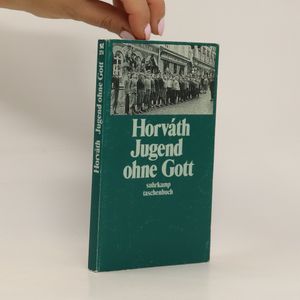 Horváth
Jugend
ohne Gott
suhrkamp
taschenbuch
Horváth Jugend ohne Gott